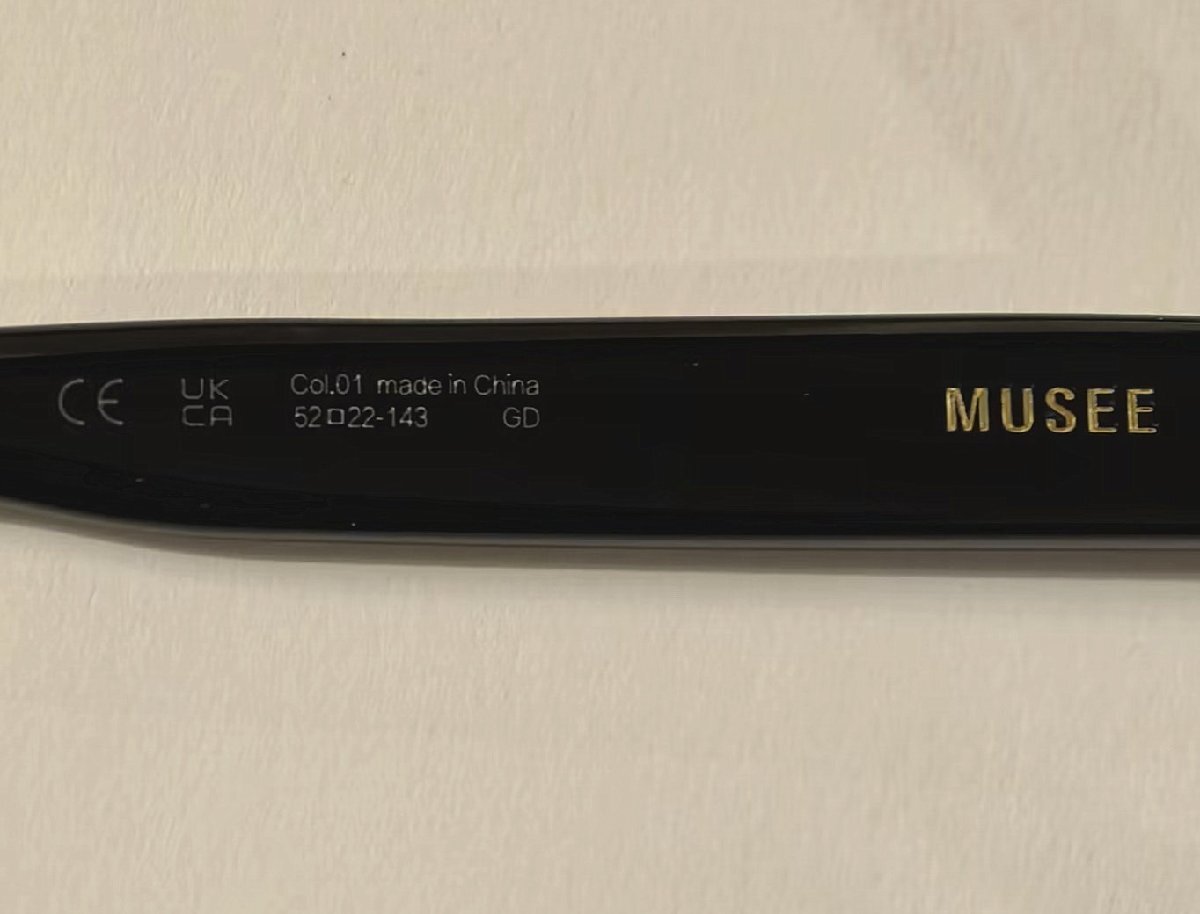 CE
UK
CA
Col.01 made in China
52□22-143 GD
MUSEE